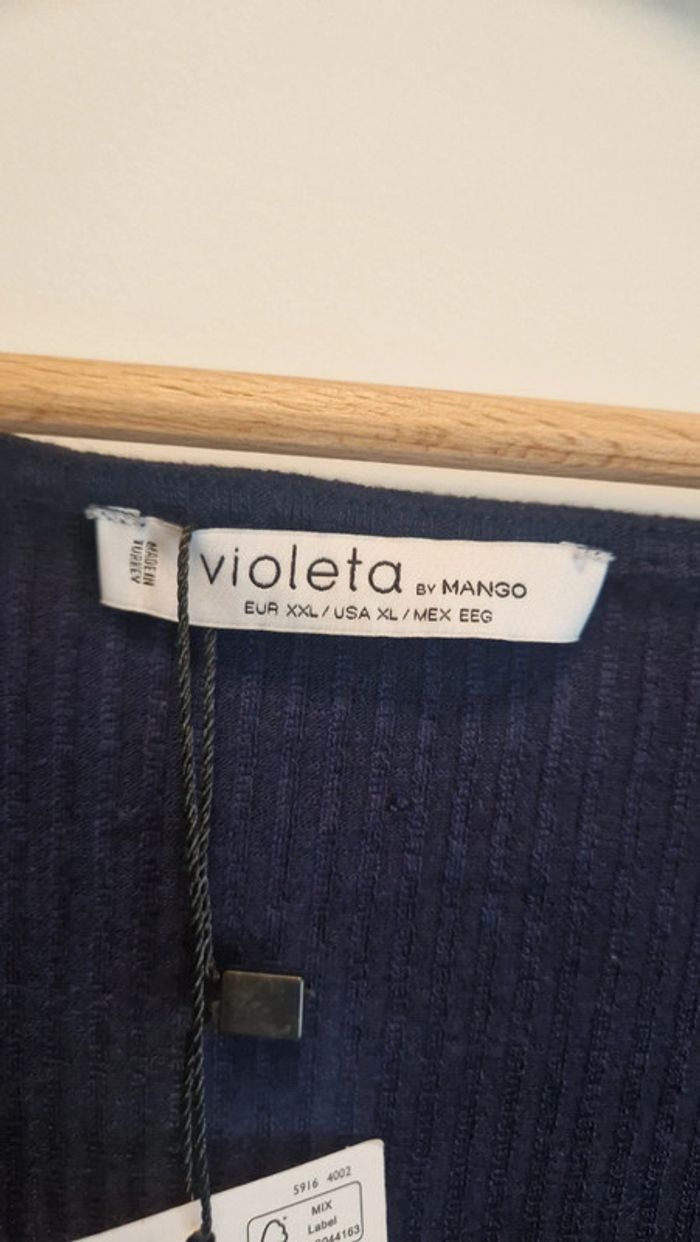 MADE IN
TURKEY
violeta BY MANGO
EUR XXL / USA XL / MEX EEG
5916 4002
MIX
Label